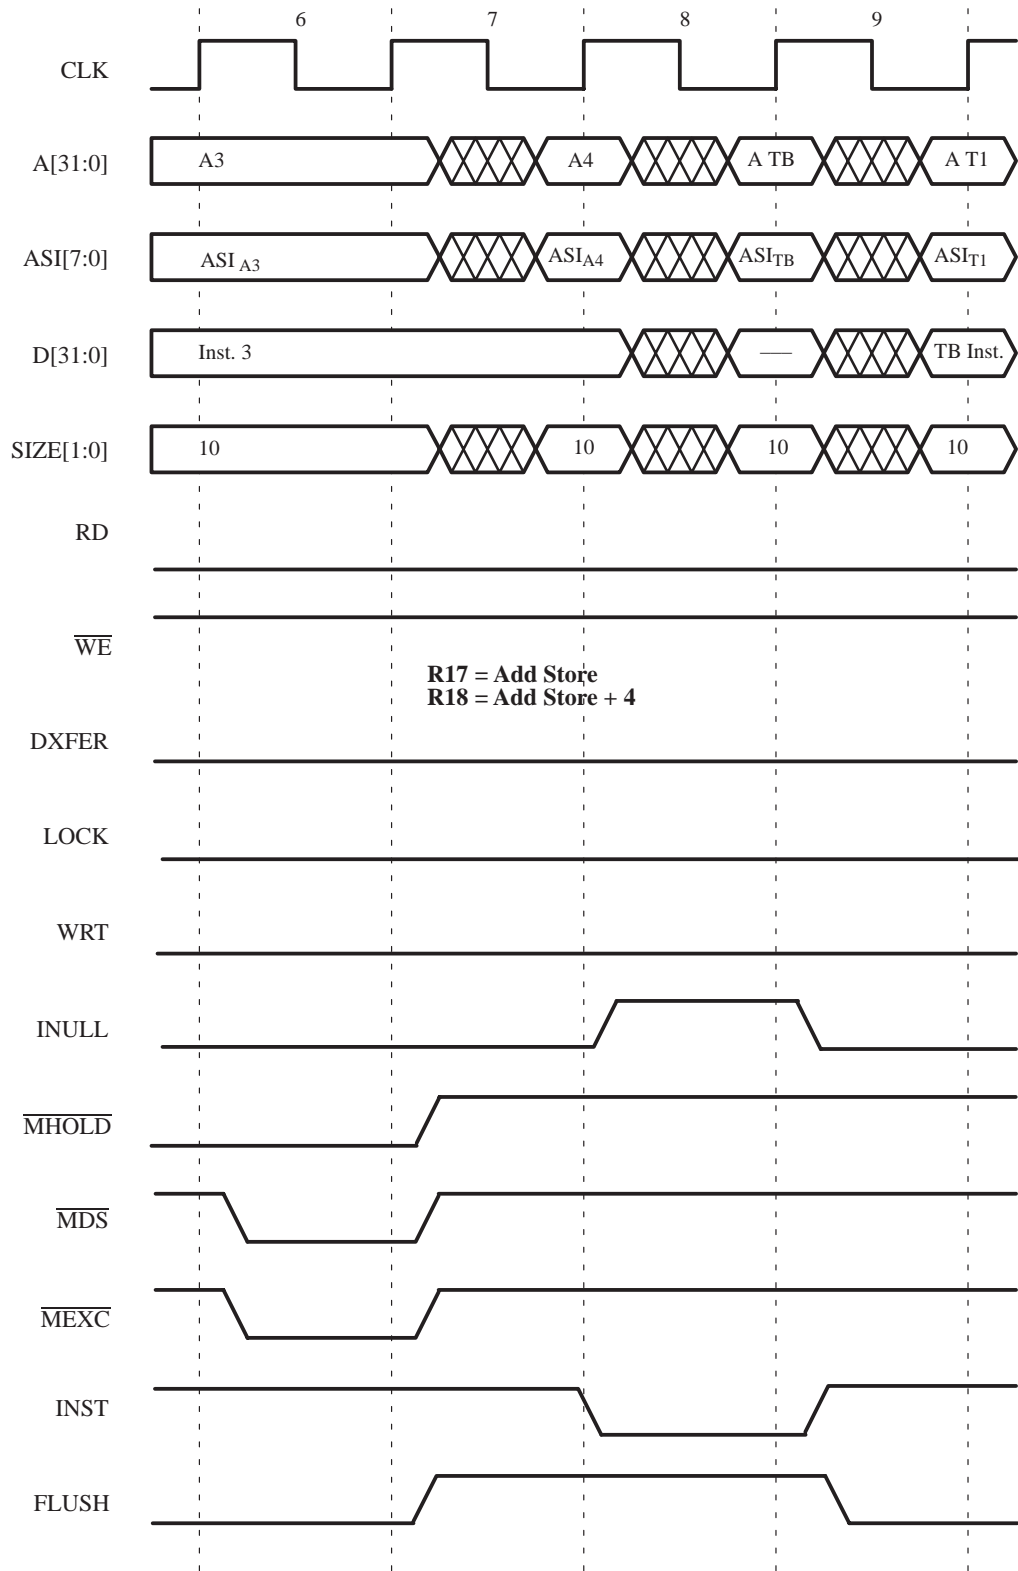 6 7 8 9
CLK
A[31:0] A3 A4 A TB A T1
ASI[7:0] ASI A3 ASIA4 ASITB ASIT1
D[31:0] Inst. 3 — TB Inst.
SIZE[1:0] 10 10 10 10
RD
WE
R17 = Add Store
R18 = Add Store + 4
DXFER
LOCK
WRT
INULL
MHOLD
MDS
MEXC
INST
FLUSH